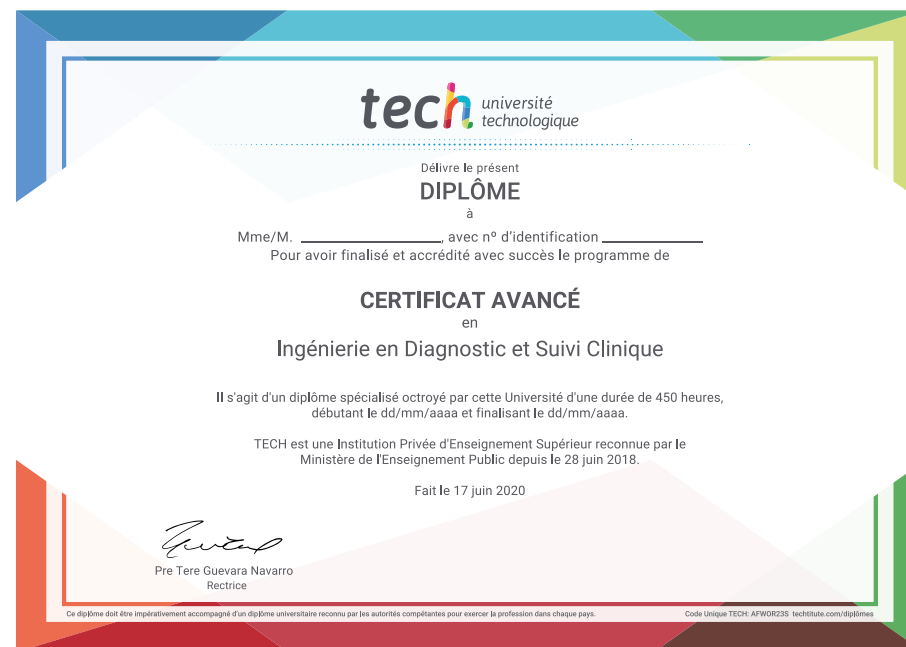 tech université
technologique
Délivre le présent
DIPLÔME
à
Mme/M. ____________________, avec nº d'identification ______________
Pour avoir finalisé et accrédité avec succès le programme de
CERTIFICAT AVANCÉ
en
Ingénierie en Diagnostic et Suivi Clinique
Il s'agit d'un diplôme spécialisé octroyé par cette Université d'une durée de 450 heures,
débutant le dd/mm/aaaa et finalisant le dd/mm/aaaa.
TECH est une Institution Privée d'Enseignement Supérieur reconnue par le
Ministère de l'Enseignement Public depuis le 28 juin 2018.
Fait le 17 juin 2020
Pre Tere Guevara Navarro
Rectrice
Ce diplôme doit être impérativement accompagné d'un diplôme universitaire reconnu par les autorités compétantes pour exercer la profession dans chaque pays.
Code Unique TECH: AFWOR23S techtitute.com/diplômes